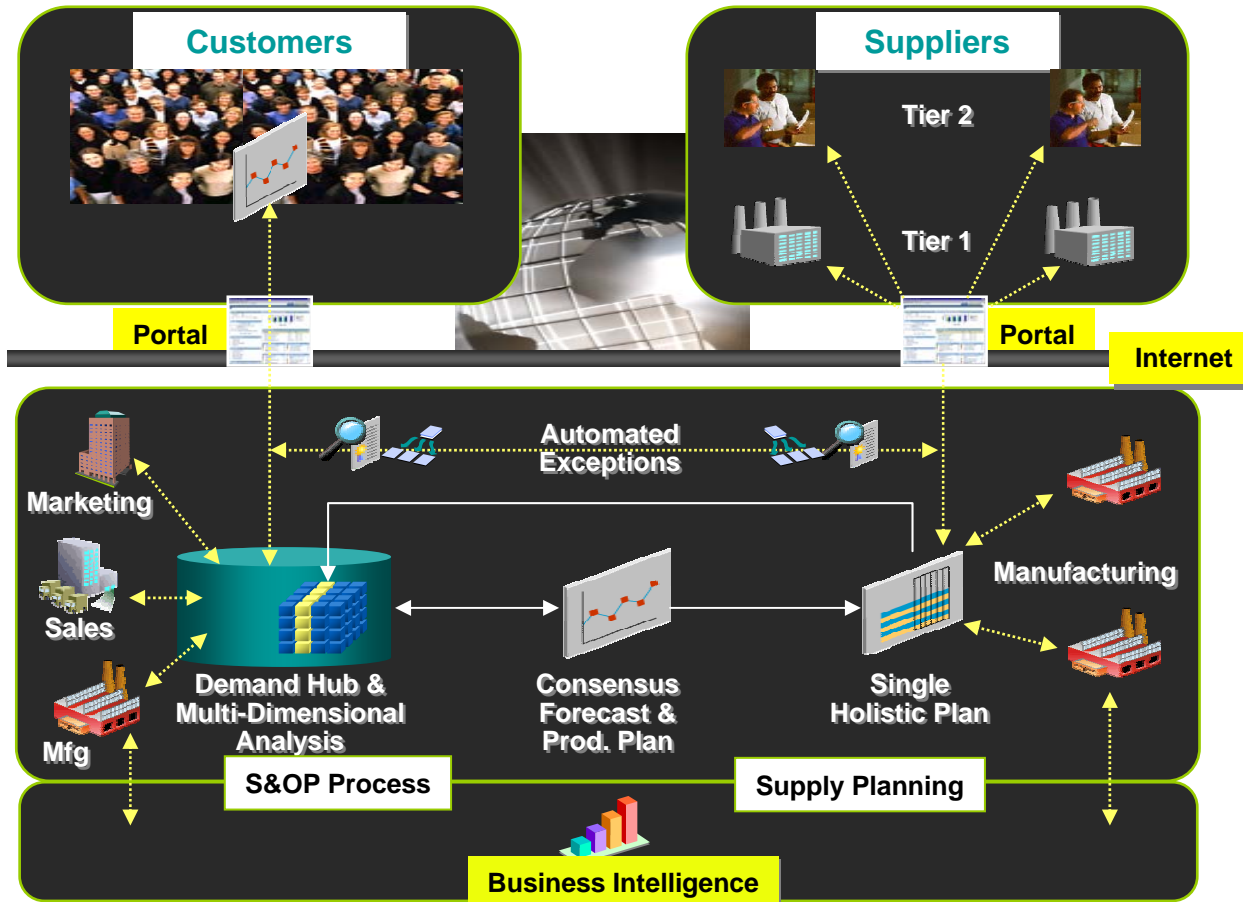 Customers
Suppliers
Tier 2
Tier 1
Portal
Portal
Internet
Automated
Exceptions
Marketing
Manufacturing
Sales
Demand Hub &
Multi-Dimensional
Analysis
Consensus
Forecast &
Prod. Plan
Single
Holistic Plan
Mfg
S&OP Process
Supply Planning
Business Intelligence